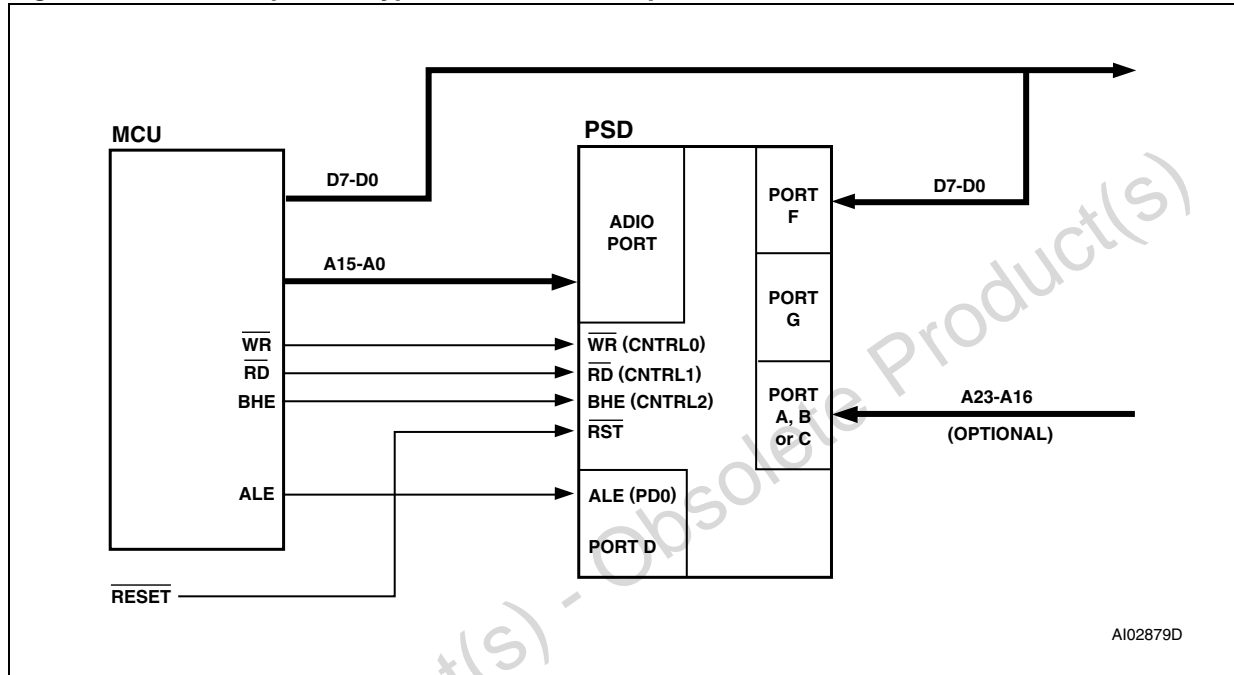 MCU
PSD
D7-D0
D7-D0
ADIO
PORT
PORT
F
A15-A0
PORT
G
WR
WR (CNTRL0)
RD
RD (CNTRL1)
BHE
BHE (CNTRL2)
RST
PORT
A, B
or C
A23-A16
(OPTIONAL)
ALE
ALE (PD0)
PORT D
RESET
AI02879D
t(s) - Obsolete Product(s)